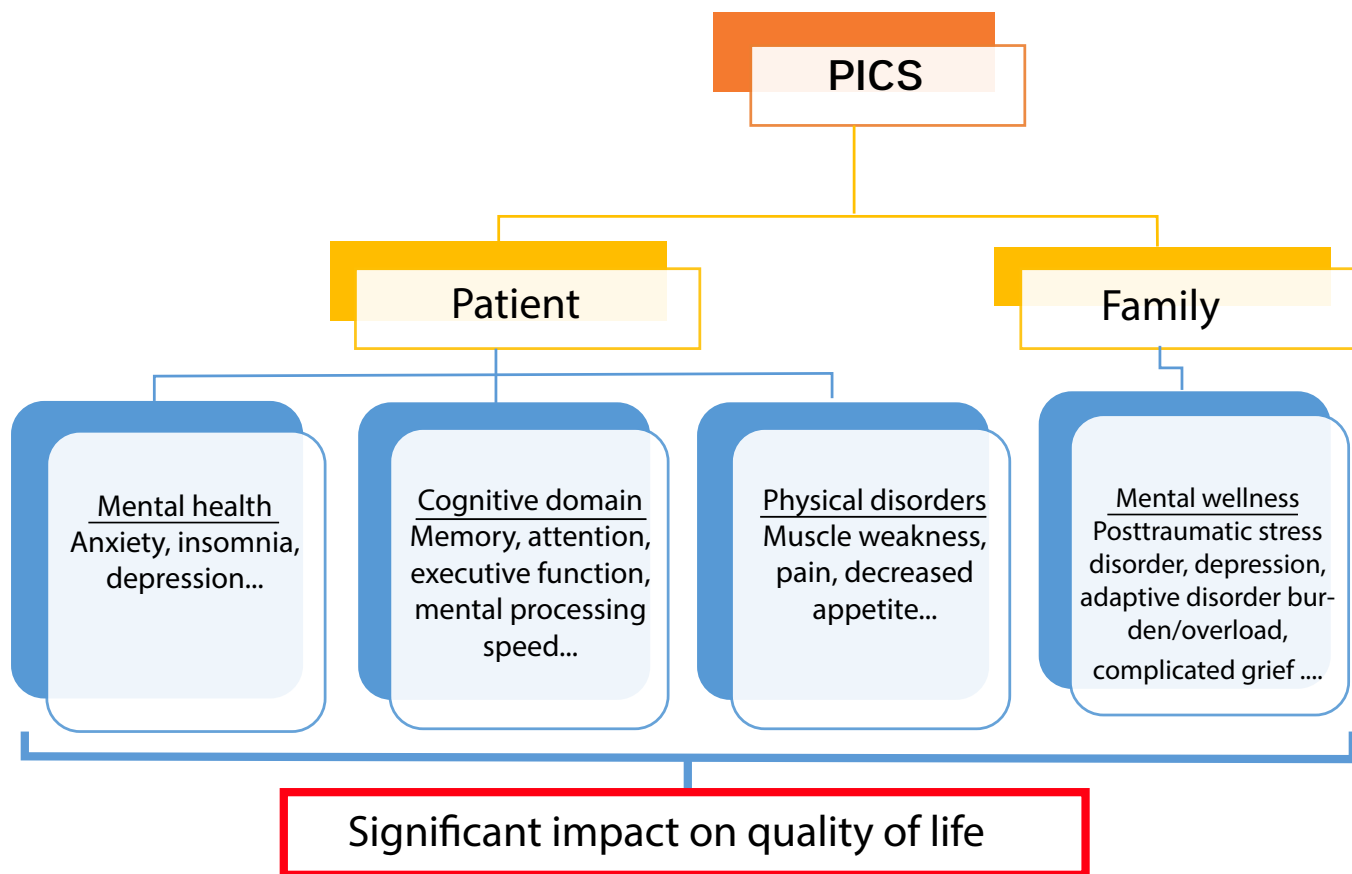 PICS
Patient
Family
Mental health
Anxiety, insomnia,
depression...
Cognitive domain
Memory, attention,
executive function,
mental processing
speed...
Physical disorders
Muscle weakness,
pain, decreased
appetite...
Mental wellness
Posttraumatic stress
disorder, depression,
adaptive disorder bur-
den/overload,
complicated grief ....
Significant impact on quality of life